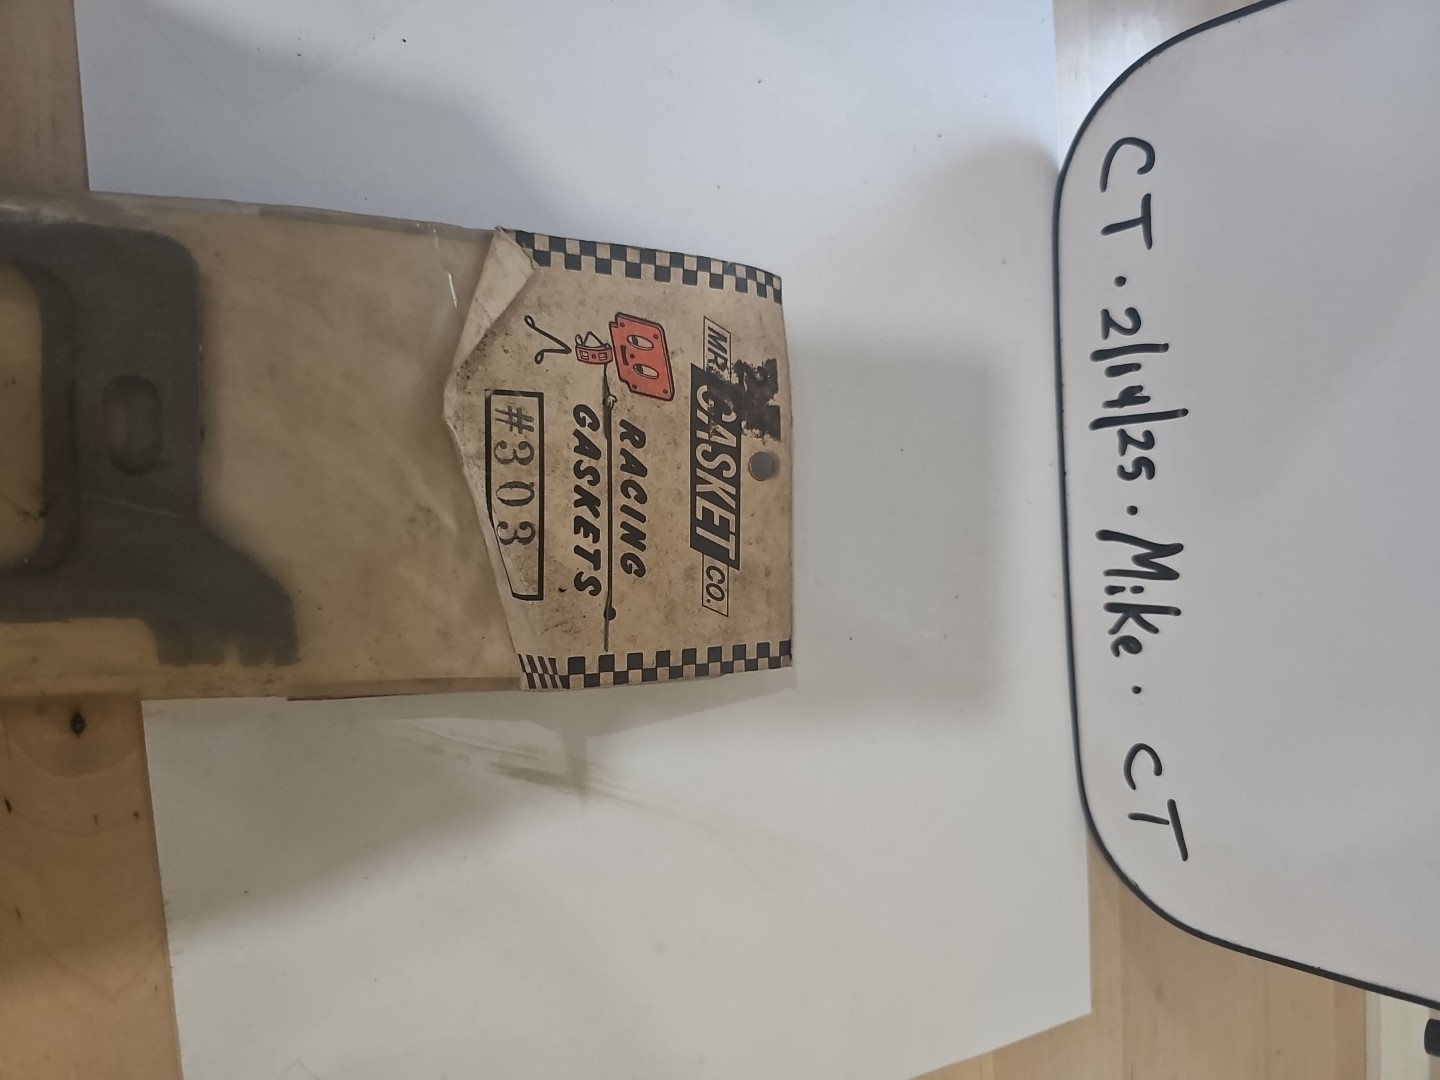 CT · 2/14/25 · Mike · CT
MR. GASKET CO.
RACING
GASKETS
#303